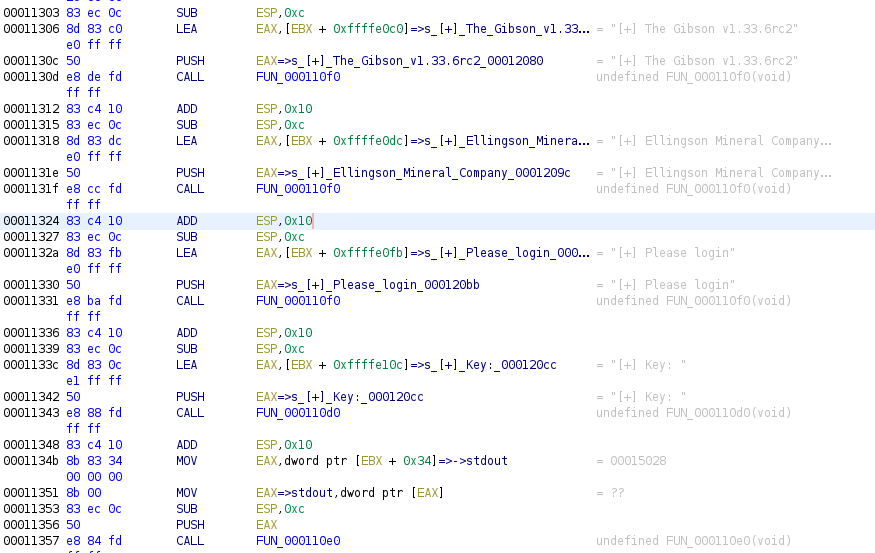 00011303 83 ec 0c SUB ESP,0xc
00011306 8d 83 c0 LEA EAX,[EBX + 0xffffe0c0]=>s_[+]_The_Gibson_v1.33... = "[+] The Gibson v1.33.6rc2"
e0 ff ff
0001130c 50 PUSH EAX=>s_[+]_The_Gibson_v1.33.6rc2_00012080 = "[+] The Gibson v1.33.6rc2"
0001130d e8 de fd CALL FUN_000110f0 undefined FUN_000110f0(void)
ff ff
00011312 83 c4 10 ADD ESP,0x10
00011315 83 ec 0c SUB ESP,0xc
00011318 8d 83 dc LEA EAX,[EBX + 0xffffe0dc]=>s_[+]_Ellingson_Minera... = "[+] Ellingson Mineral Company...
e0 ff ff
0001131e 50 PUSH EAX=>s_[+]_Ellingson_Mineral_Company_0001209c = "[+] Ellingson Mineral Company...
0001131f e8 cc fd CALL FUN_000110f0 undefined FUN_000110f0(void)
ff ff
00011324 83 c4 10 ADD ESP,0x10
00011327 83 ec 0c SUB ESP,0xc
0001132a 8d 83 fb LEA EAX,[EBX + 0xffffe0fb]=>s_[+]_Please_login_000... = "[+] Please login"
e0 ff ff
00011330 50 PUSH EAX=>s_[+]_Please_login_000120bb = "[+] Please login"
00011331 e8 ba fd CALL FUN_000110f0 undefined FUN_000110f0(void)
ff ff
00011336 83 c4 10 ADD ESP,0x10
00011339 83 ec 0c SUB ESP,0xc
0001133c 8d 83 0c LEA EAX,[EBX + 0xffffe10c]=>s_[+]_Key:_000120cc = "[+] Key: "
e1 ff ff
00011342 50 PUSH EAX=>s_[+]_Key:_000120cc = "[+] Key: "
00011343 e8 88 fd CALL FUN_000110d0 undefined FUN_000110d0(void)
ff ff
00011348 83 c4 10 ADD ESP,0x10
0001134b 8b 83 34 MOV EAX,dword ptr [EBX + 0x34]=>->stdout = 00015028
00 00 00
00011351 8b 00 MOV EAX=>stdout,dword ptr [EAX] = ??
00011353 83 ec 0c SUB ESP,0xc
00011356 50 PUSH EAX
00011357 e8 84 fd CALL FUN_000110e0 undefined FUN_000110e0(void)